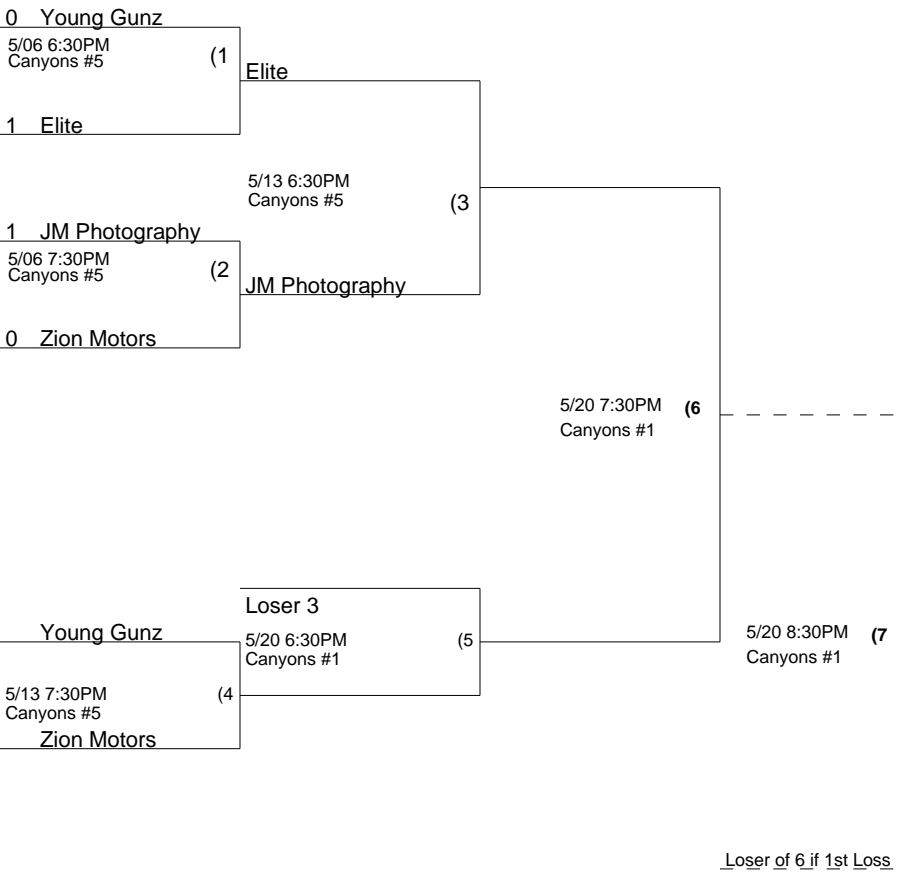 0 Young Gunz
5/06 6:30PM
Canyons #5
(1
Elite
1 Elite
5/13 6:30PM
Canyons #5
(3
1 JM Photography
5/06 7:30PM
Canyons #5
(2
JM Photography
0 Zion Motors
5/20 7:30PM (6
Canyons #1
Loser 3
Young Gunz
5/20 6:30PM (5
Canyons #1
5/20 8:30PM (7
Canyons #1
5/13 7:30PM (4
Canyons #5
Zion Motors
Loser of 6 if 1st Loss